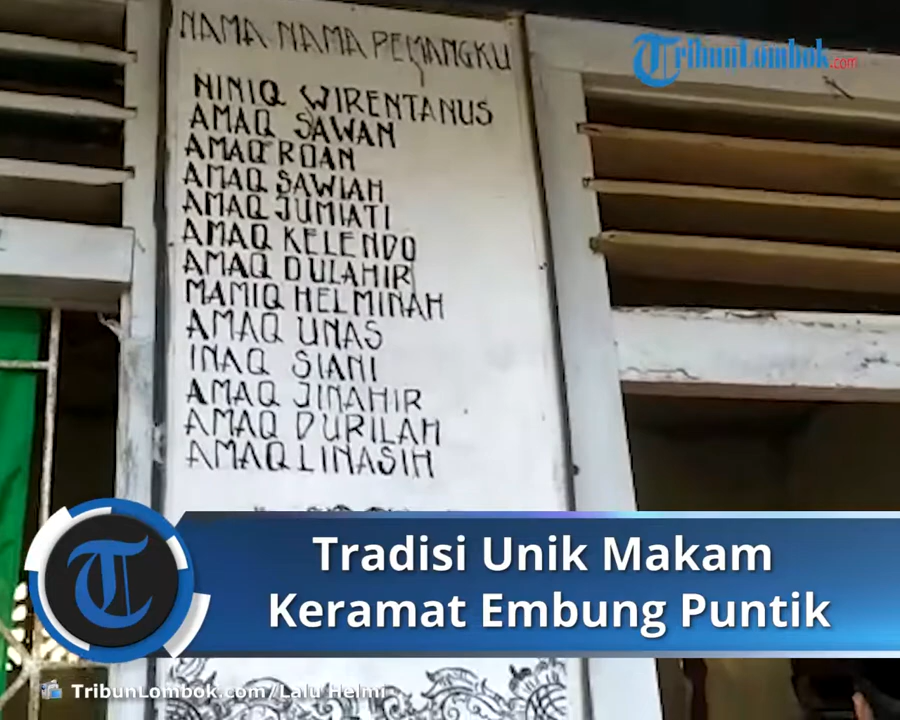 NAMA NAMA PEMANGKU
TribunLombok.com
NINIQ WIRENTANUS
AMAQ SAWAN
AMAQ ROAN
AMAQ SAWIAH
AMAQ JUMIATI
AMAQ KELENDO
AMAQ DULAHIR
MAMIQ HELMINAH
AMAQ UNAS
INAQ SIANI
AMAQ JINAHIR
AMAQ DURILAH
AMAQ LINASIH
Tradisi Unik Makam
Keramat Embung Puntik
TribunLombok.com/Lalu Helmi